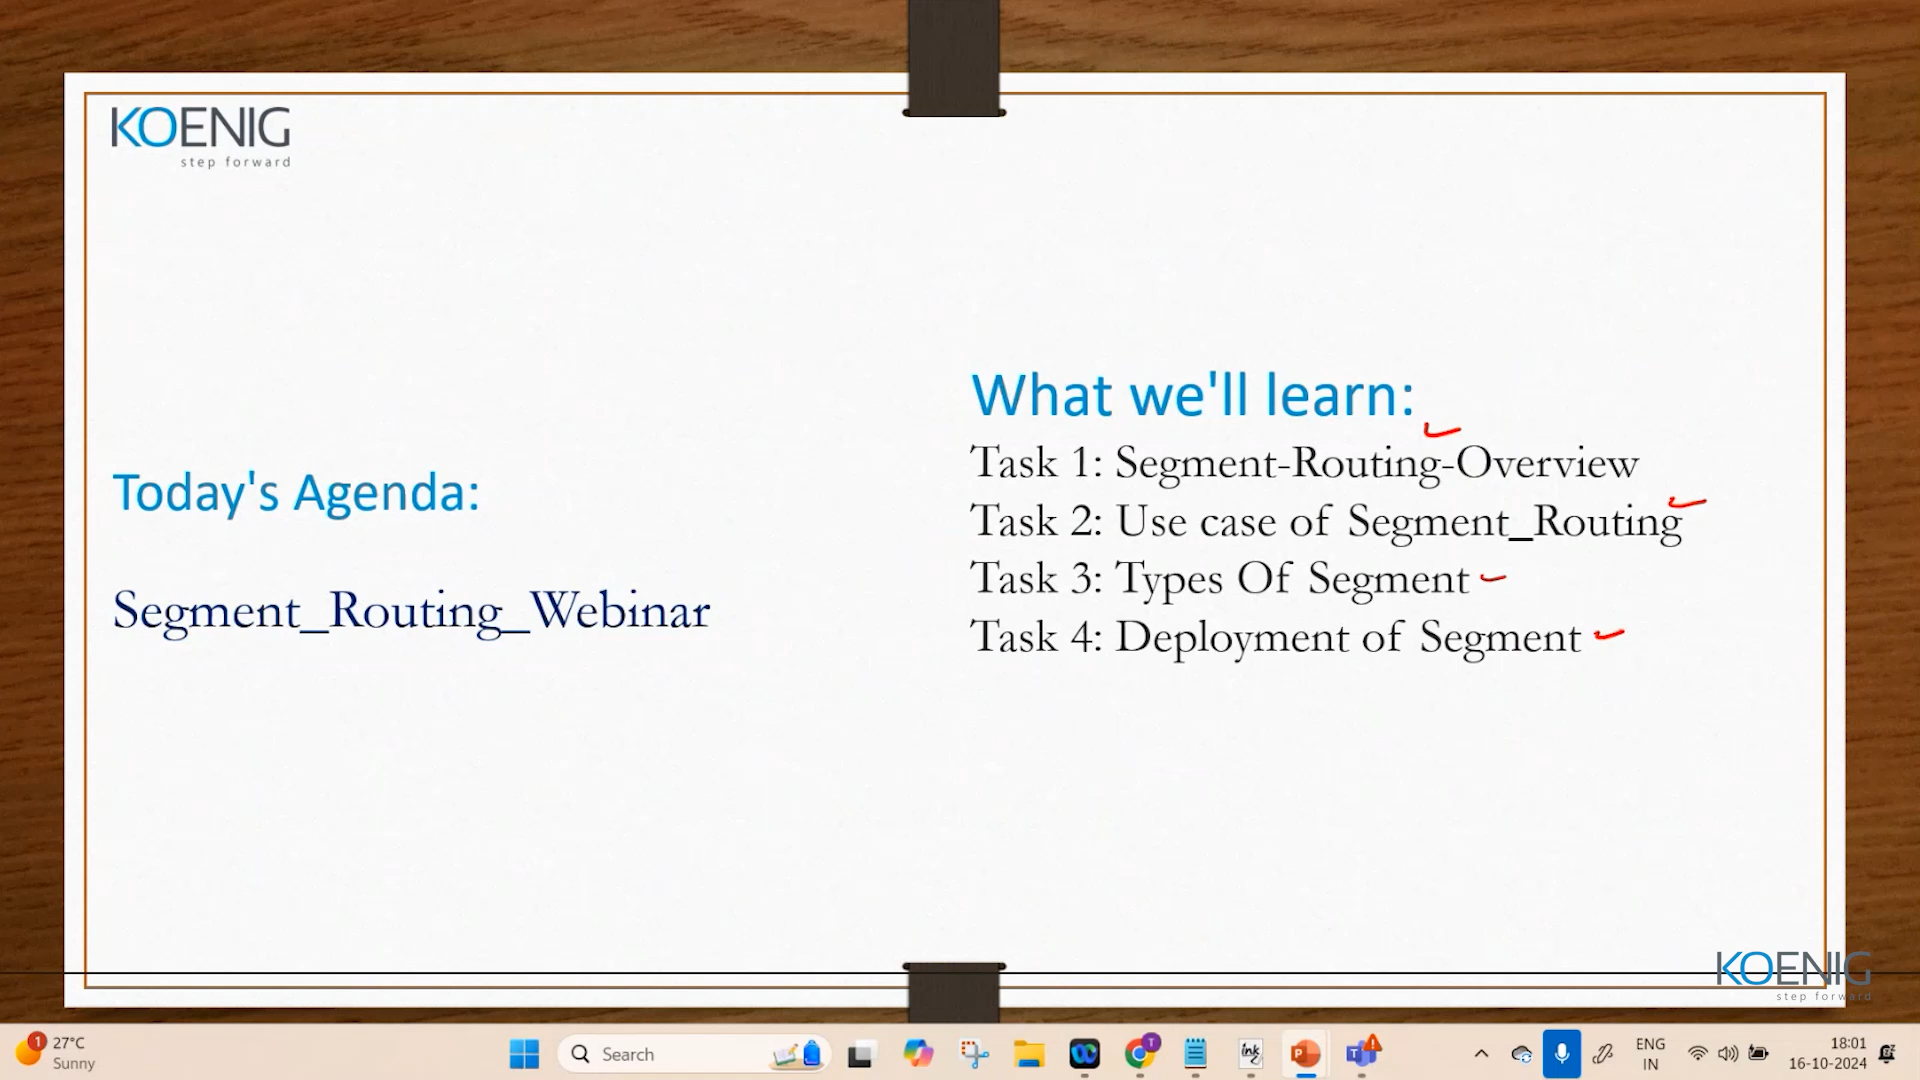 KOENIG
step forward
Today's Agenda:
Segment_Routing_Webinar
What we'll learn:
Task 1: Segment-Routing-Overview
Task 2: Use case of Segment_Routing
Task 3: Types Of Segment
Task 4: Deployment of Segment
KOENIG
step forward
1
27°C
Sunny
Search
T
ink
P
T
ENG
IN
18:01
16-10-2024